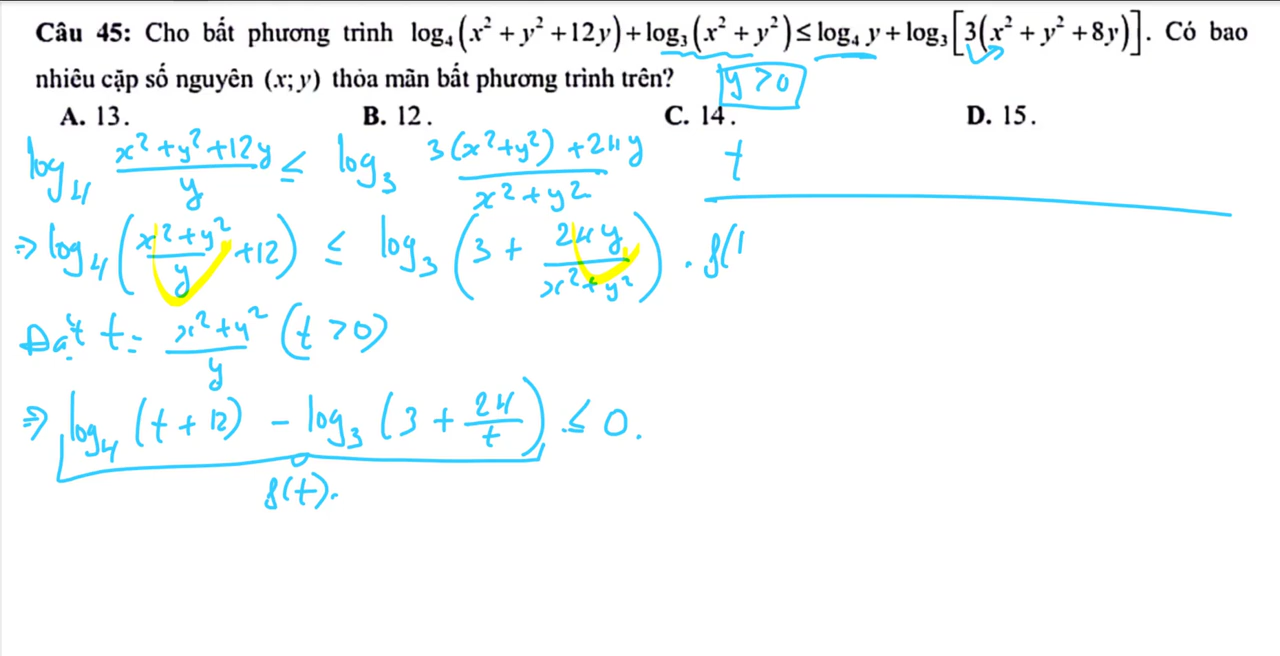 Câu 45: Cho bất phương trình log₄(x² + y² + 12y) + log₃(x² + y²) ≤ log₄ y + log₃[3(x² + y² + 8y)]. Có bao
nhiêu cặp số nguyên (x; y) thỏa mãn bất phương trình trên?
y > 0
A. 13. B. 12. C. 14. D. 15.
log₄ (x² + y² + 12y)/y ≤ log₃ (3(x² + y²) + 24y)/(x² + y²)
t
⇒ log₄ ((x² + y²)/y + 12) ≤ log₃ (3 + 24y/(x² + y²)).
f(
Đặt t = (x² + y²)/y (t > 0)
⇒ log₄ (t + 12) - log₃ (3 + 24/t) ≤ 0.
f(t).